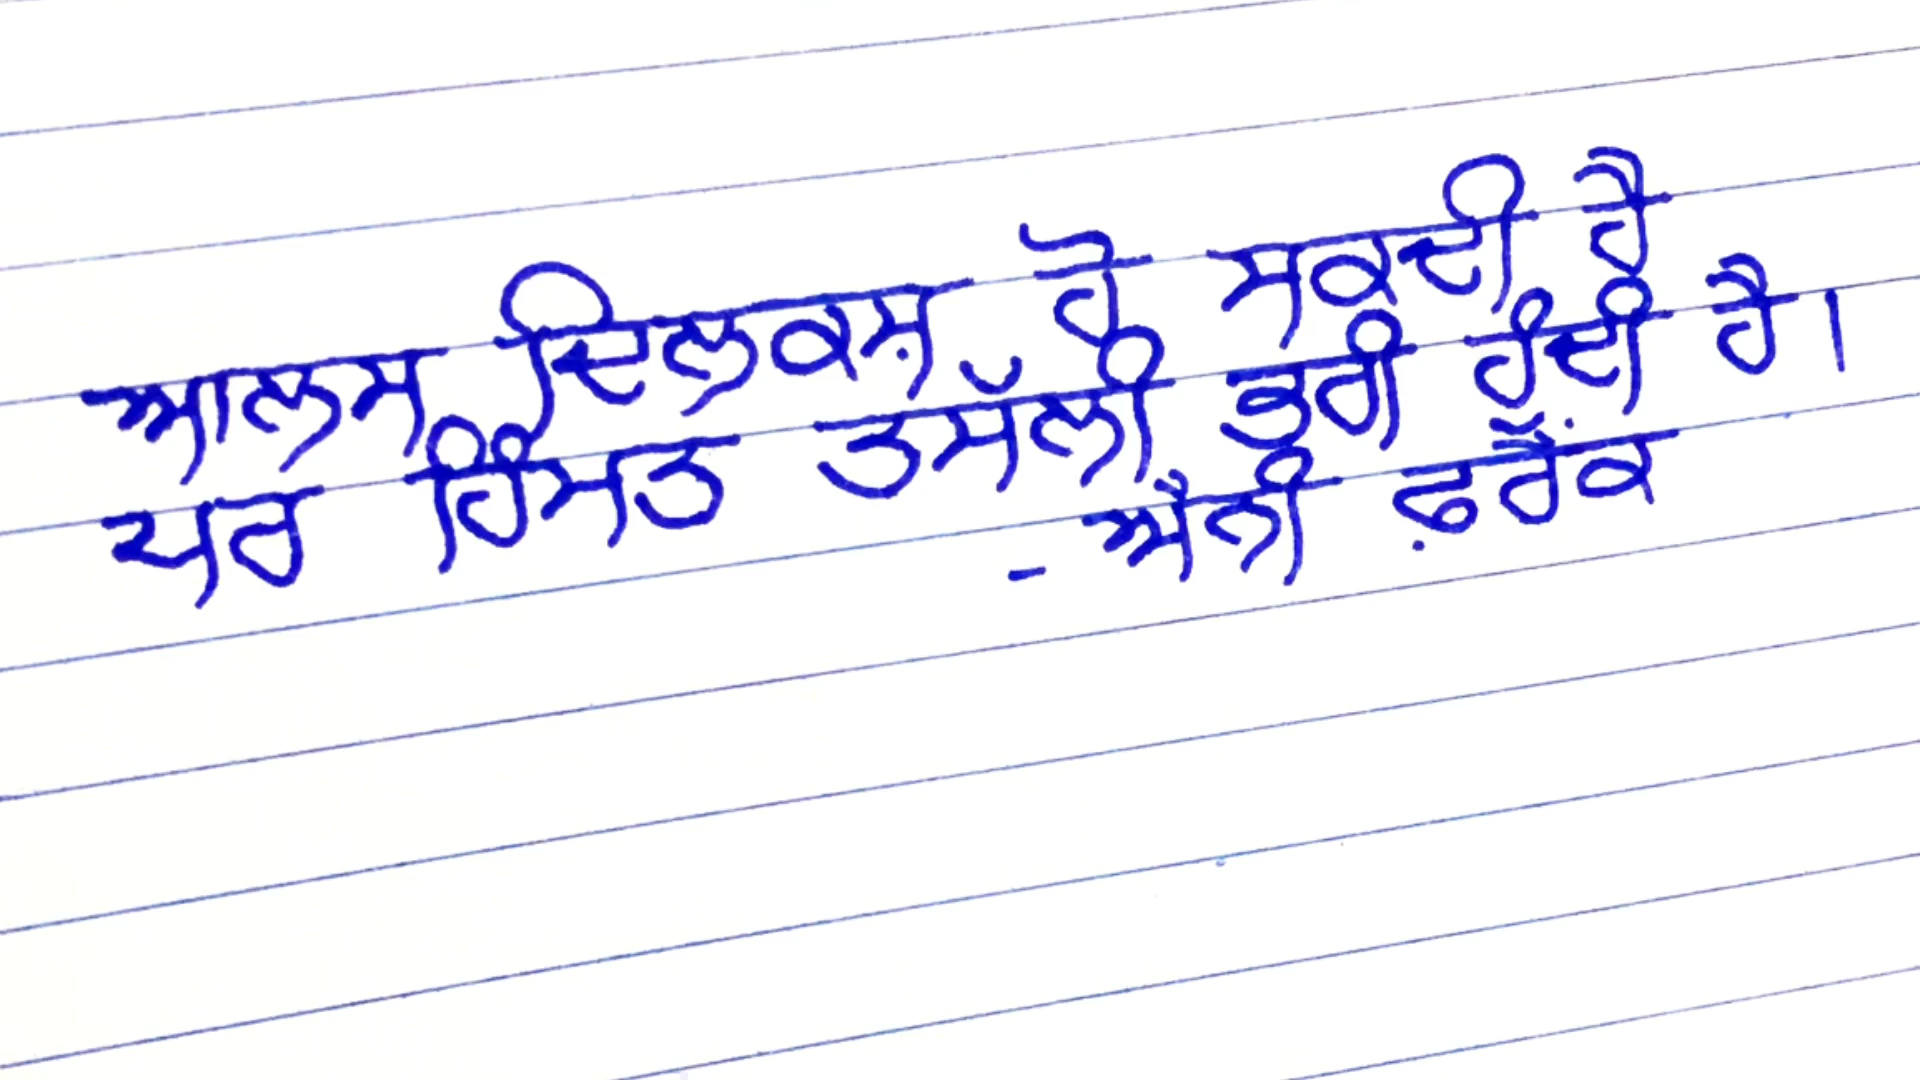 ਆਲਸ ਦਿਲਕਸ਼ ਹੋ ਸਕਦੀ ਹੈ
ਪਰ ਹਿੰਮਤ ਤਸੱਲੀ ਭਰੀ ਹੁੰਦੀ ਹੈ।
- ਐਨੀ ਫ਼ਰੈਂਕ